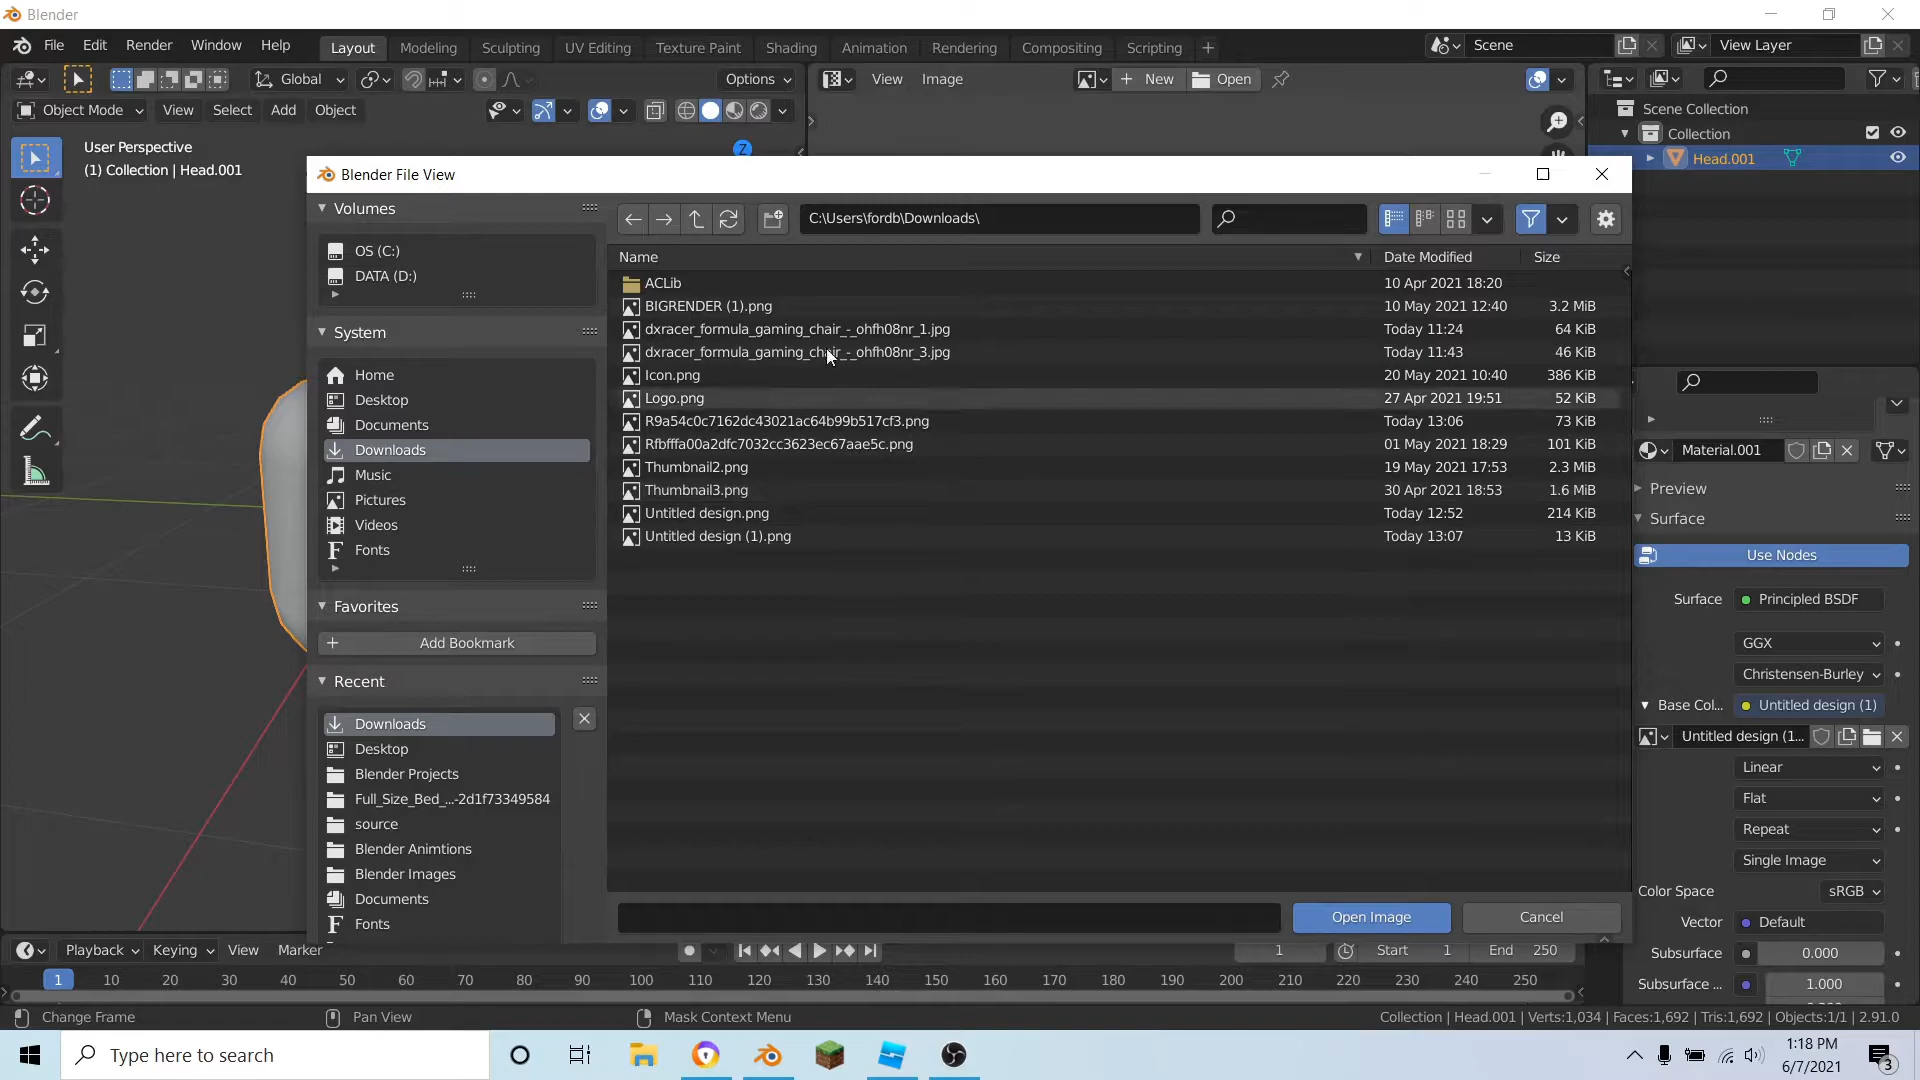 Blender
File Edit Render Window Help Layout Modeling Sculpting UV Editing Texture Paint Shading Animation Rendering Compositing Scripting + Scene View Layer
Global Options View Image + New Open
Object Mode View Select Add Object
Scene Collection
Collection
Head.001
User Perspective
(1) Collection | Head.001
Z
Blender File View
Volumes
OS (C:)
DATA (D:)
System
Home
Desktop
Documents
Downloads
Music
Pictures
Videos
Fonts
Favorites
+ Add Bookmark
Recent
Downloads
Desktop
Blender Projects
Full_Size_Bed_...-2d1f73349584
source
Blender Animtions
Blender Images
Documents
Fonts
C:\Users\fordb\Downloads\
Name Date Modified Size
ACLib 10 Apr 2021 18:20
BIGRENDER (1).png 10 May 2021 12:40 3.2 MiB
dxracer_formula_gaming_chair_-_ohfh08nr_1.jpg Today 11:24 64 KiB
dxracer_formula_gaming_chair_-_ohfh08nr_3.jpg Today 11:43 46 KiB
Icon.png 20 May 2021 10:40 386 KiB
Logo.png 27 Apr 2021 19:51 52 KiB
R9a54c0c7162dc43021ac64b99b517cf3.png Today 13:06 73 KiB
Rfbfffa00a2dfc7032cc3623ec67aae5c.png 01 May 2021 18:29 101 KiB
Thumbnail2.png 19 May 2021 17:53 2.3 MiB
Thumbnail3.png 30 Apr 2021 18:53 1.6 MiB
Untitled design.png Today 12:52 214 KiB
Untitled design (1).png Today 13:07 13 KiB
Open Image Cancel
Material.001
Preview
Surface
Use Nodes
Surface Principled BSDF
GGX
Christensen-Burley
Base Col... Untitled design (1)
Untitled design (1...
Linear
Flat
Repeat
Single Image
Color Space sRGB
Vector Default
Subsurface 0.000
Subsurface ... 1.000
Playback Keying View Marker 1 Start 1 End 250
1 10 20 30 40 50 60 70 80 90 100 110 120 130 140 150 160 170 180 190 200 210 220 230 240 250
Change Frame Pan View Mask Context Menu Collection | Head.001 | Verts:1,034 | Faces:1,692 | Tris:1,692 | Objects:1/1 | 2.91.0
Type here to search
1:18 PM
6/7/2021
3